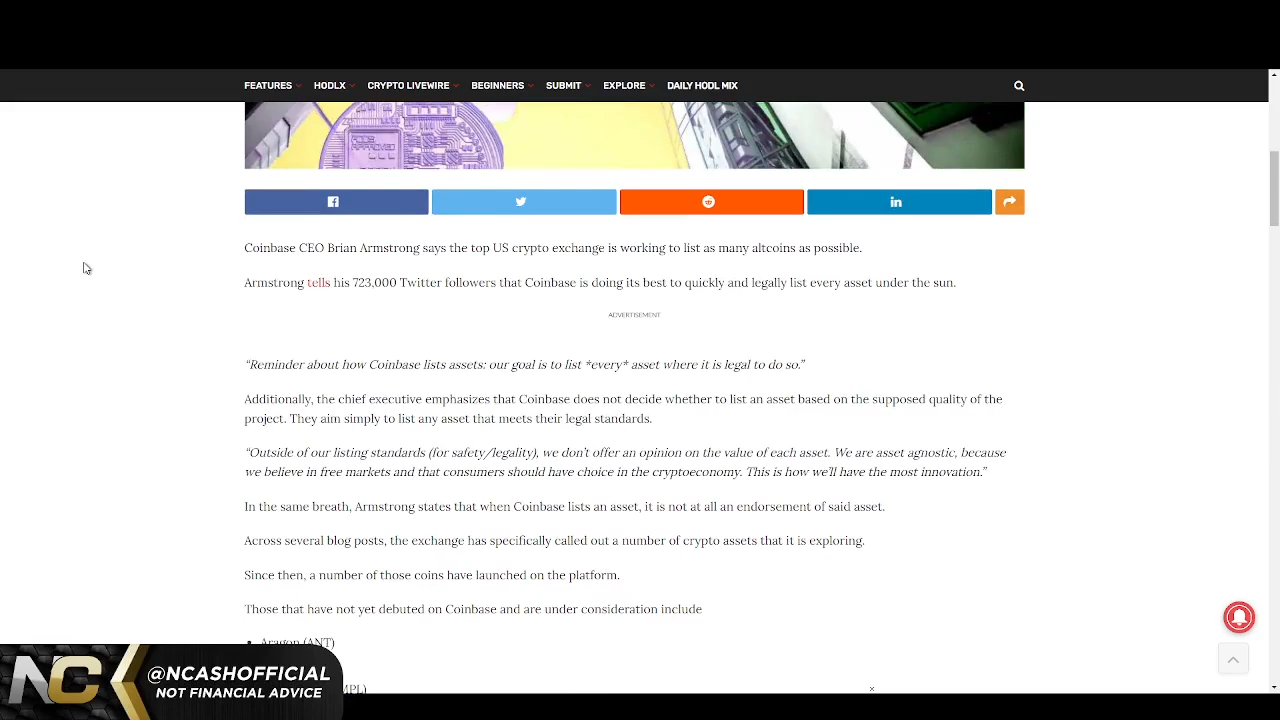 FEATURES HODLX CRYPTO LIVEWIRE BEGINNERS SUBMIT EXPLORE DAILY HODL MIX
Coinbase CEO Brian Armstrong says the top US crypto exchange is working to list as many altcoins as possible.
Armstrong tells his 723,000 Twitter followers that Coinbase is doing its best to quickly and legally list every asset under the sun.
ADVERTISEMENT
“Reminder about how Coinbase lists assets: our goal is to list *every* asset where it is legal to do so.”
Additionally, the chief executive emphasizes that Coinbase does not decide whether to list an asset based on the supposed quality of the
project. They aim simply to list any asset that meets their legal standards.
“Outside of our listing standards (for safety/legality), we don’t offer an opinion on the value of each asset. We are asset agnostic, because
we believe in free markets and that consumers should have choice in the cryptoeconomy. This is how we’ll have the most innovation.”
In the same breath, Armstrong states that when Coinbase lists an asset, it is not at all an endorsement of said asset.
Across several blog posts, the exchange has specifically called out a number of crypto assets that it is exploring.
Since then, a number of those coins have launched on the platform.
Those that have not yet debuted on Coinbase and are under consideration include
Aragon (ANT)
MPL)
NC
@NCASHOFFICIAL
NOT FINANCIAL ADVICE